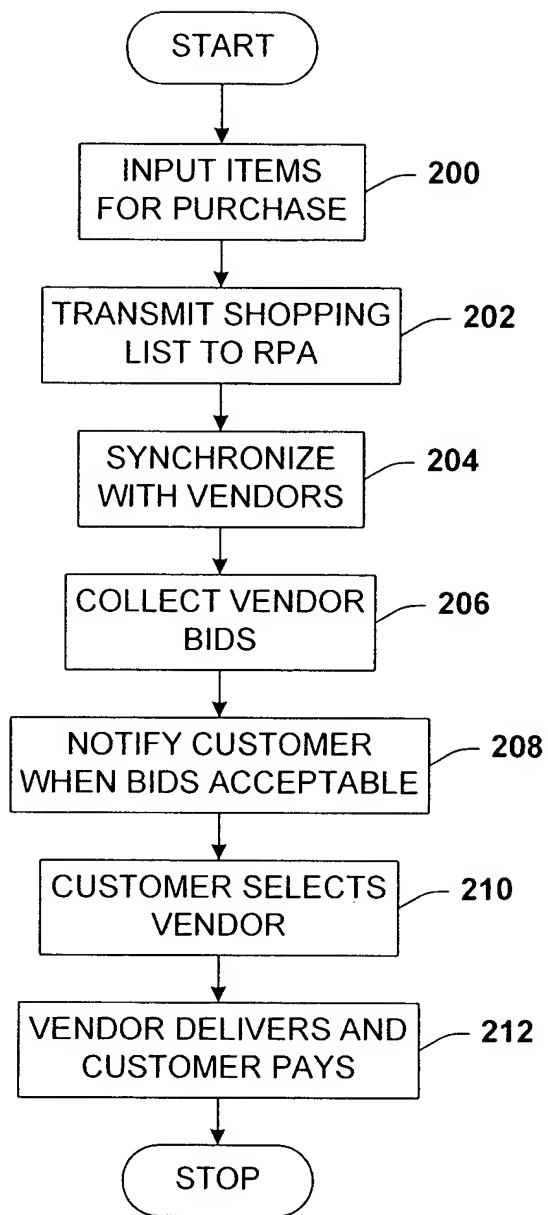 START
INPUT ITEMS
FOR PURCHASE
200
TRANSMIT SHOPPING
LIST TO RPA
202
SYNCHRONIZE
WITH VENDORS
204
COLLECT VENDOR
BIDS
206
NOTIFY CUSTOMER
WHEN BIDS ACCEPTABLE
208
CUSTOMER SELECTS
VENDOR
210
VENDOR DELIVERS AND
CUSTOMER PAYS
212
STOP